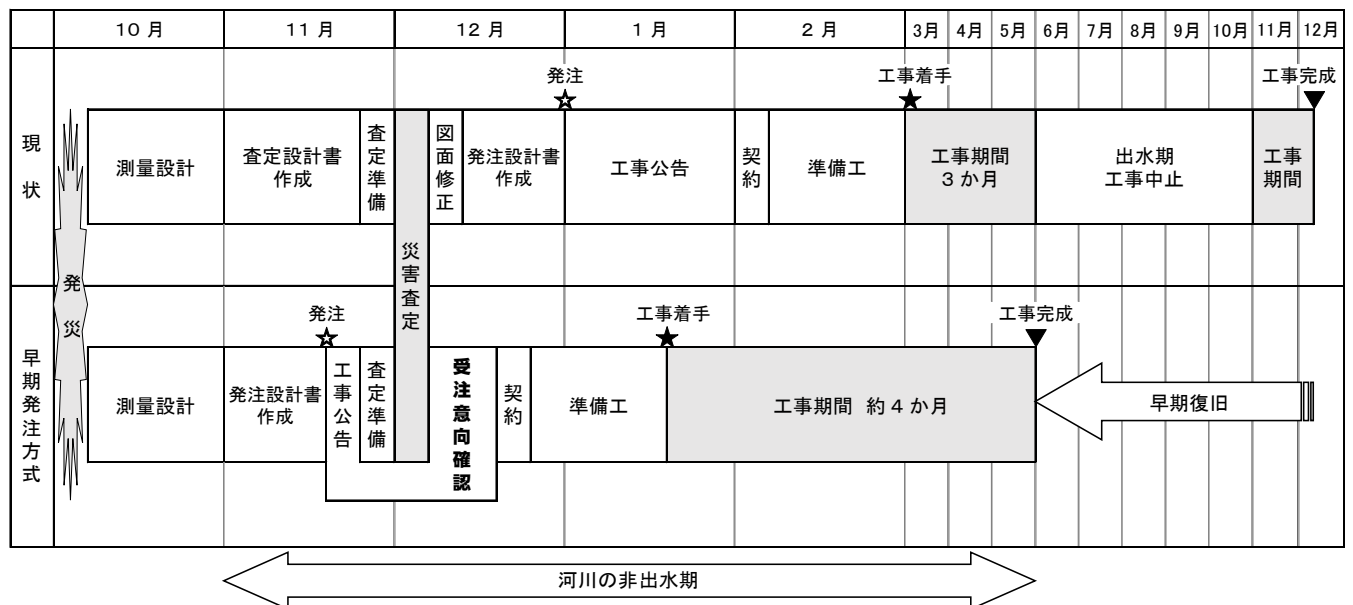 10月 11月 12月 1月 2月 3月 4月 5月 6月 7月 8月 9月 10月 11月 12月
現状
発注
工事着手
工事完成
測量設計
査定設計書
作成
査定準備
図面修正
発注設計書
作成
工事公告
契約
準備工
工事期間
3か月
出水期
工事中止
工事
期間
発災
災害査定
早期発注方式
発注
工事着手
工事完成
測量設計
発注設計書
作成
工事公告
査定準備
受注意向確認
契約
準備工
工事期間 約4か月
早期復旧
河川の非出水期